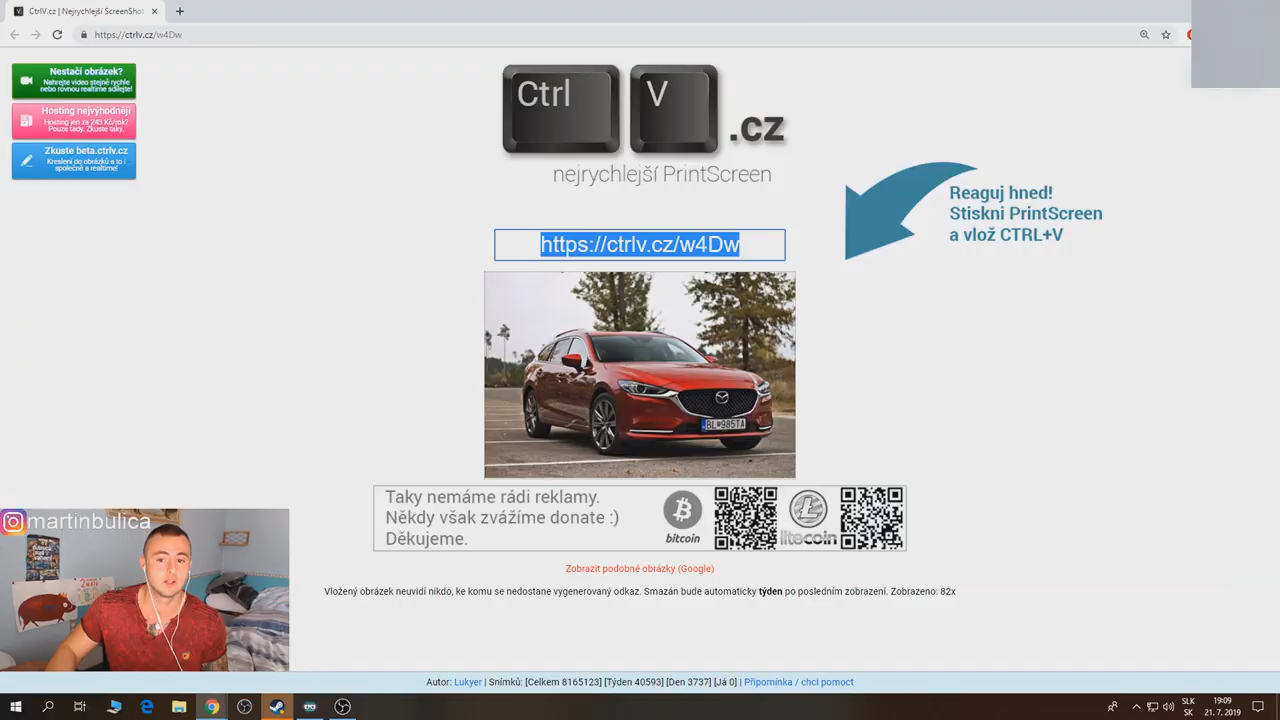 CtrlV.cz | Nejrychlejší ScreenShot
https://ctrlv.cz/w4Dw
Nestačí obrázek?
Nahrejte video stejně rychle
nebo rovnou realtime sdílejte!
Hosting nejvýhodněji
Hosting jen za 243 Kč/rok?
Pouze tady. Zkuste taky.
Zkuste beta.ctrlv.cz
Kreslení do obrázků a to i
společně a realtime!
Ctrl V .cz
nejrychlejší PrintScreen
Reaguj hned!
Stiskni PrintScreen
a vlož CTRL+V
https://ctrlv.cz/w4Dw
BL 985TA
Taky nemáme rádi reklamy.
Někdy však zvážíme donate :)
Děkujeme.
bitcoin
litecoin
Zobrazit podobné obrázky (Google)
Vložený obrázek neuvidí nikdo, ke komu se nedostane vygenerovaný odkaz. Smazán bude automaticky týden po posledním zobrazení. Zobrazeno: 82x
martinbulica
Autor: Lukyer | Snímků: [Celkem 8165123] [Týden 40593] [Den 3737] [Já 0] | Připomínka / chci pomoct
SLK
SK
19:09
21. 7. 2019